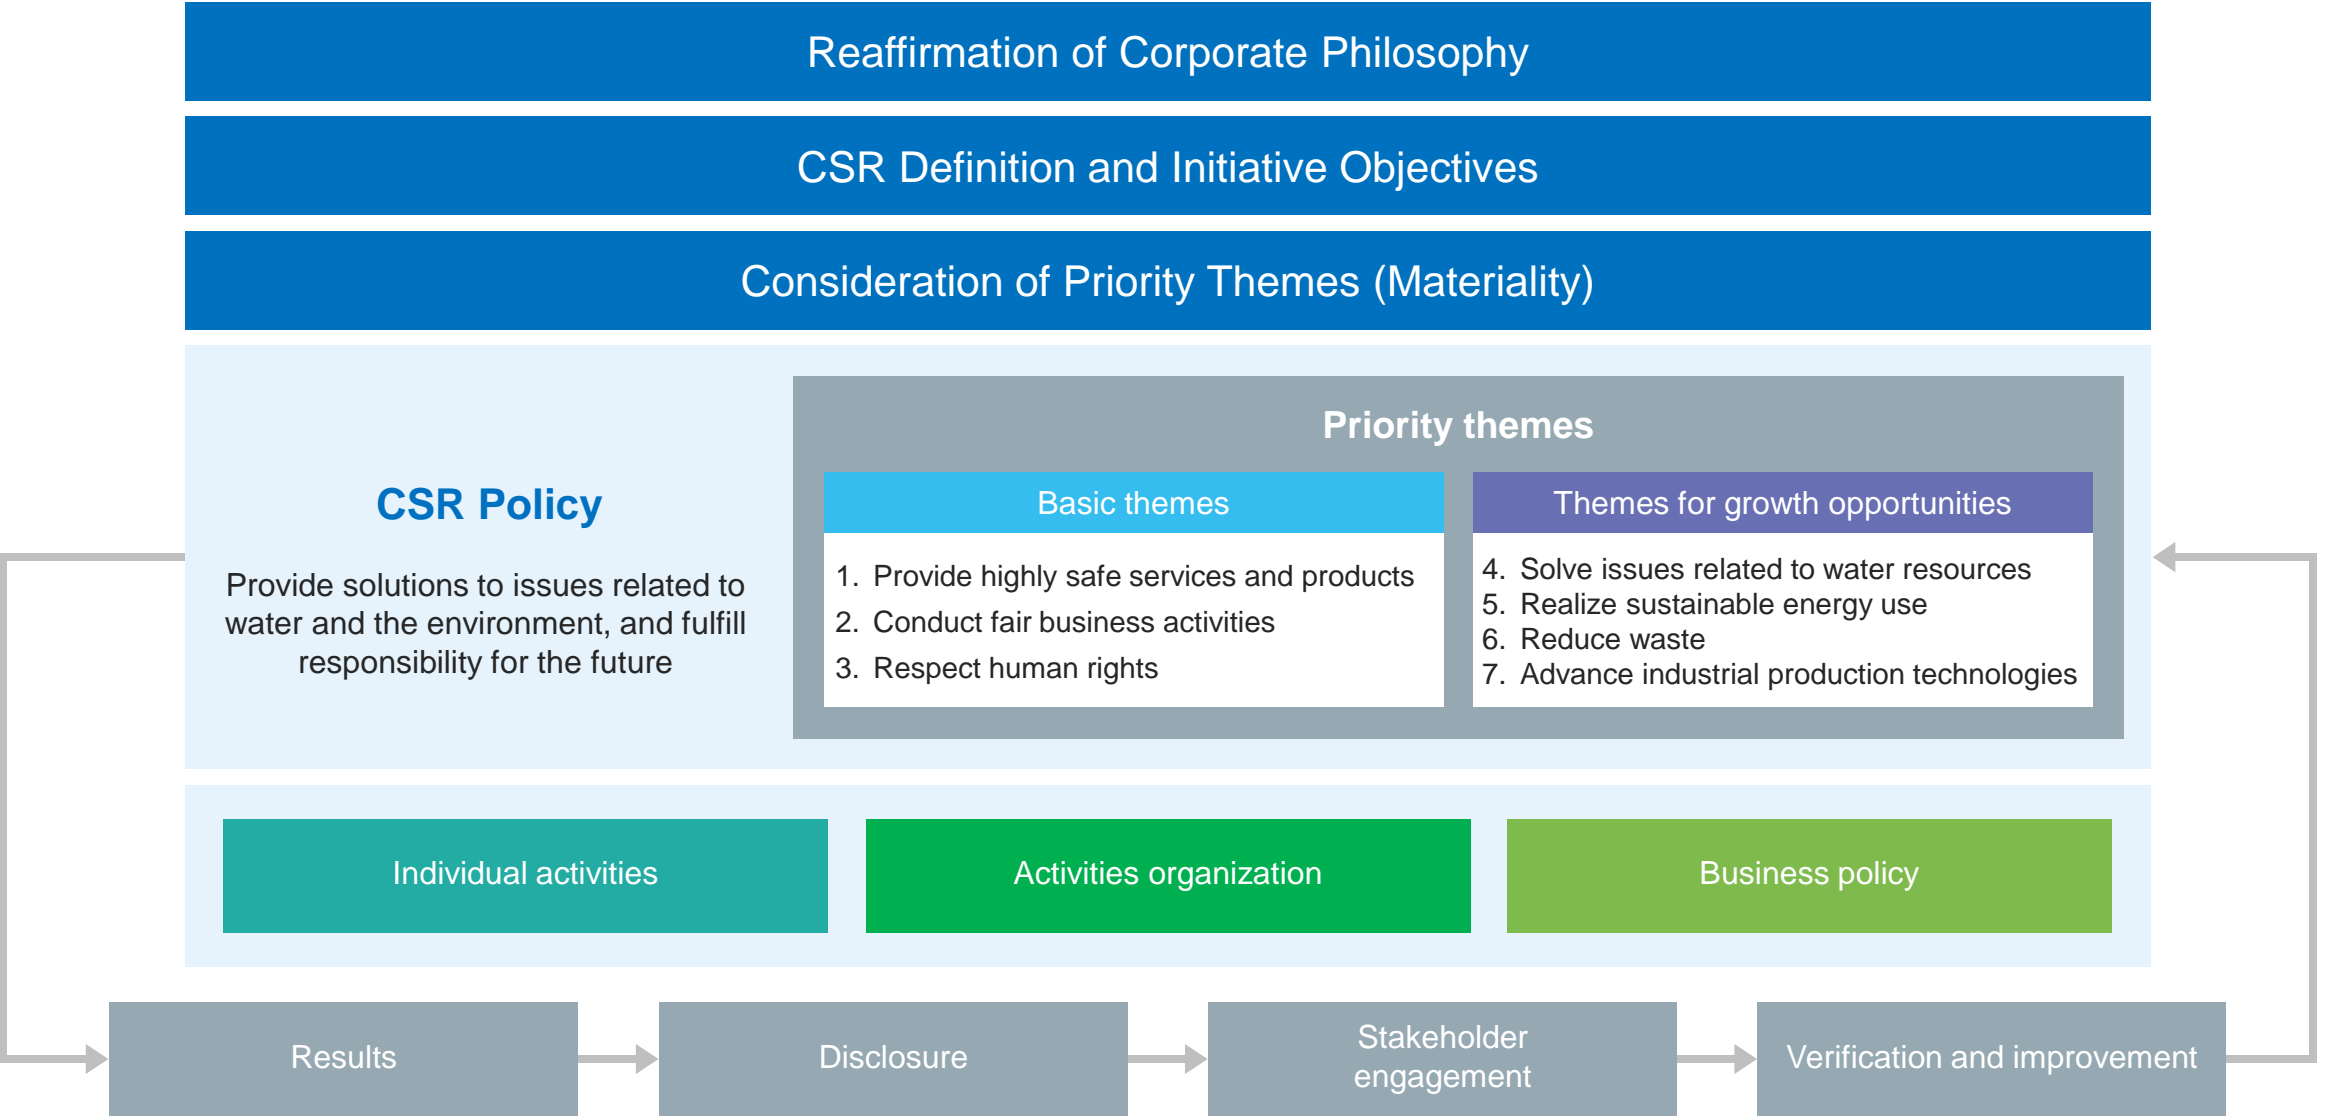 Reaffirmation of Corporate Philosophy
CSR Definition and Initiative Objectives
Consideration of Priority Themes (Materiality)
CSR Policy
Provide solutions to issues related to
water and the environment, and fulfill
responsibility for the future
Priority themes
Basic themes
1. Provide highly safe services and products
2. Conduct fair business activities
3. Respect human rights
Themes for growth opportunities
4. Solve issues related to water resources
5. Realize sustainable energy use
6. Reduce waste
7. Advance industrial production technologies
Individual activities
Activities organization
Business policy
Results
Disclosure
Stakeholder
engagement
Verification and improvement